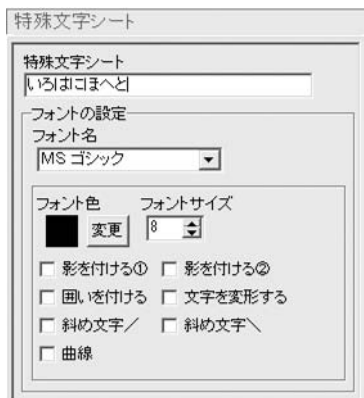 特殊文字シート
特殊文字シート
いろはにほへと
フォントの設定
フォント名
MS ゴシック
フォント色 フォントサイズ
変更 8
影を付ける① 影を付ける②
囲いを付ける 文字を変形する
斜め文字／ 斜め文字＼
曲線